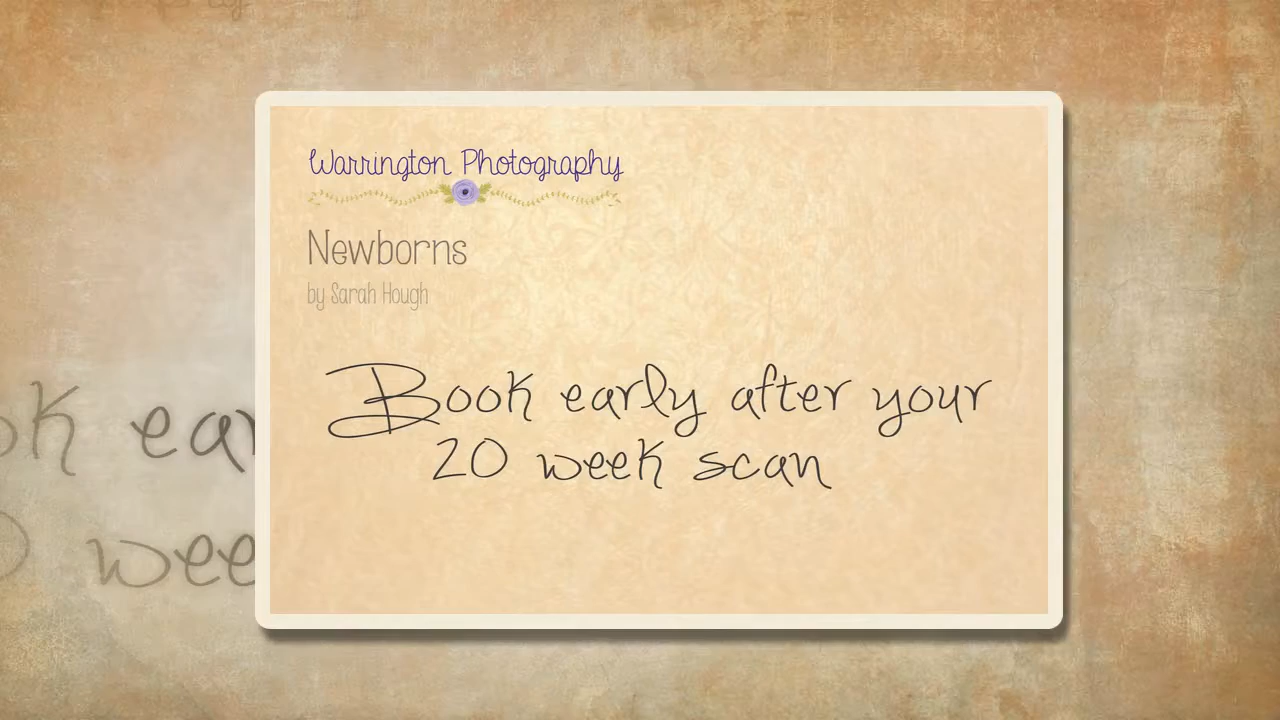 Warrington Photography
Newborns
by Sarah Hough
Book early after your
20 week scan